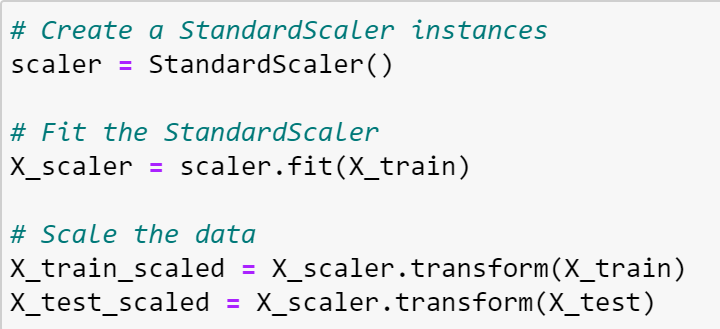 # Create a StandardScaler instances
scaler = StandardScaler()
# Fit the StandardScaler
X_scaler = scaler.fit(X_train)
# Scale the data
X_train_scaled = X_scaler.transform(X_train)
X_test_scaled = X_scaler.transform(X_test)